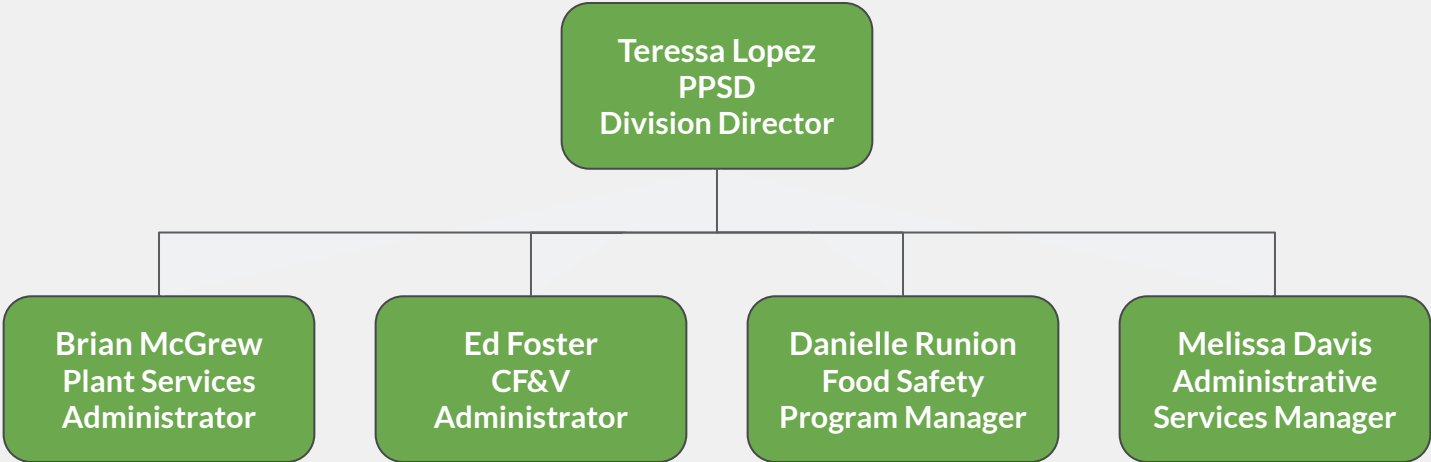 Teressa Lopez
PPSD
Division Director
Brian McGrew
Plant Services
Administrator
Ed Foster
CF&V
Administrator
Danielle Runion
Food Safety
Program Manager
Melissa Davis
Administrative
Services Manager